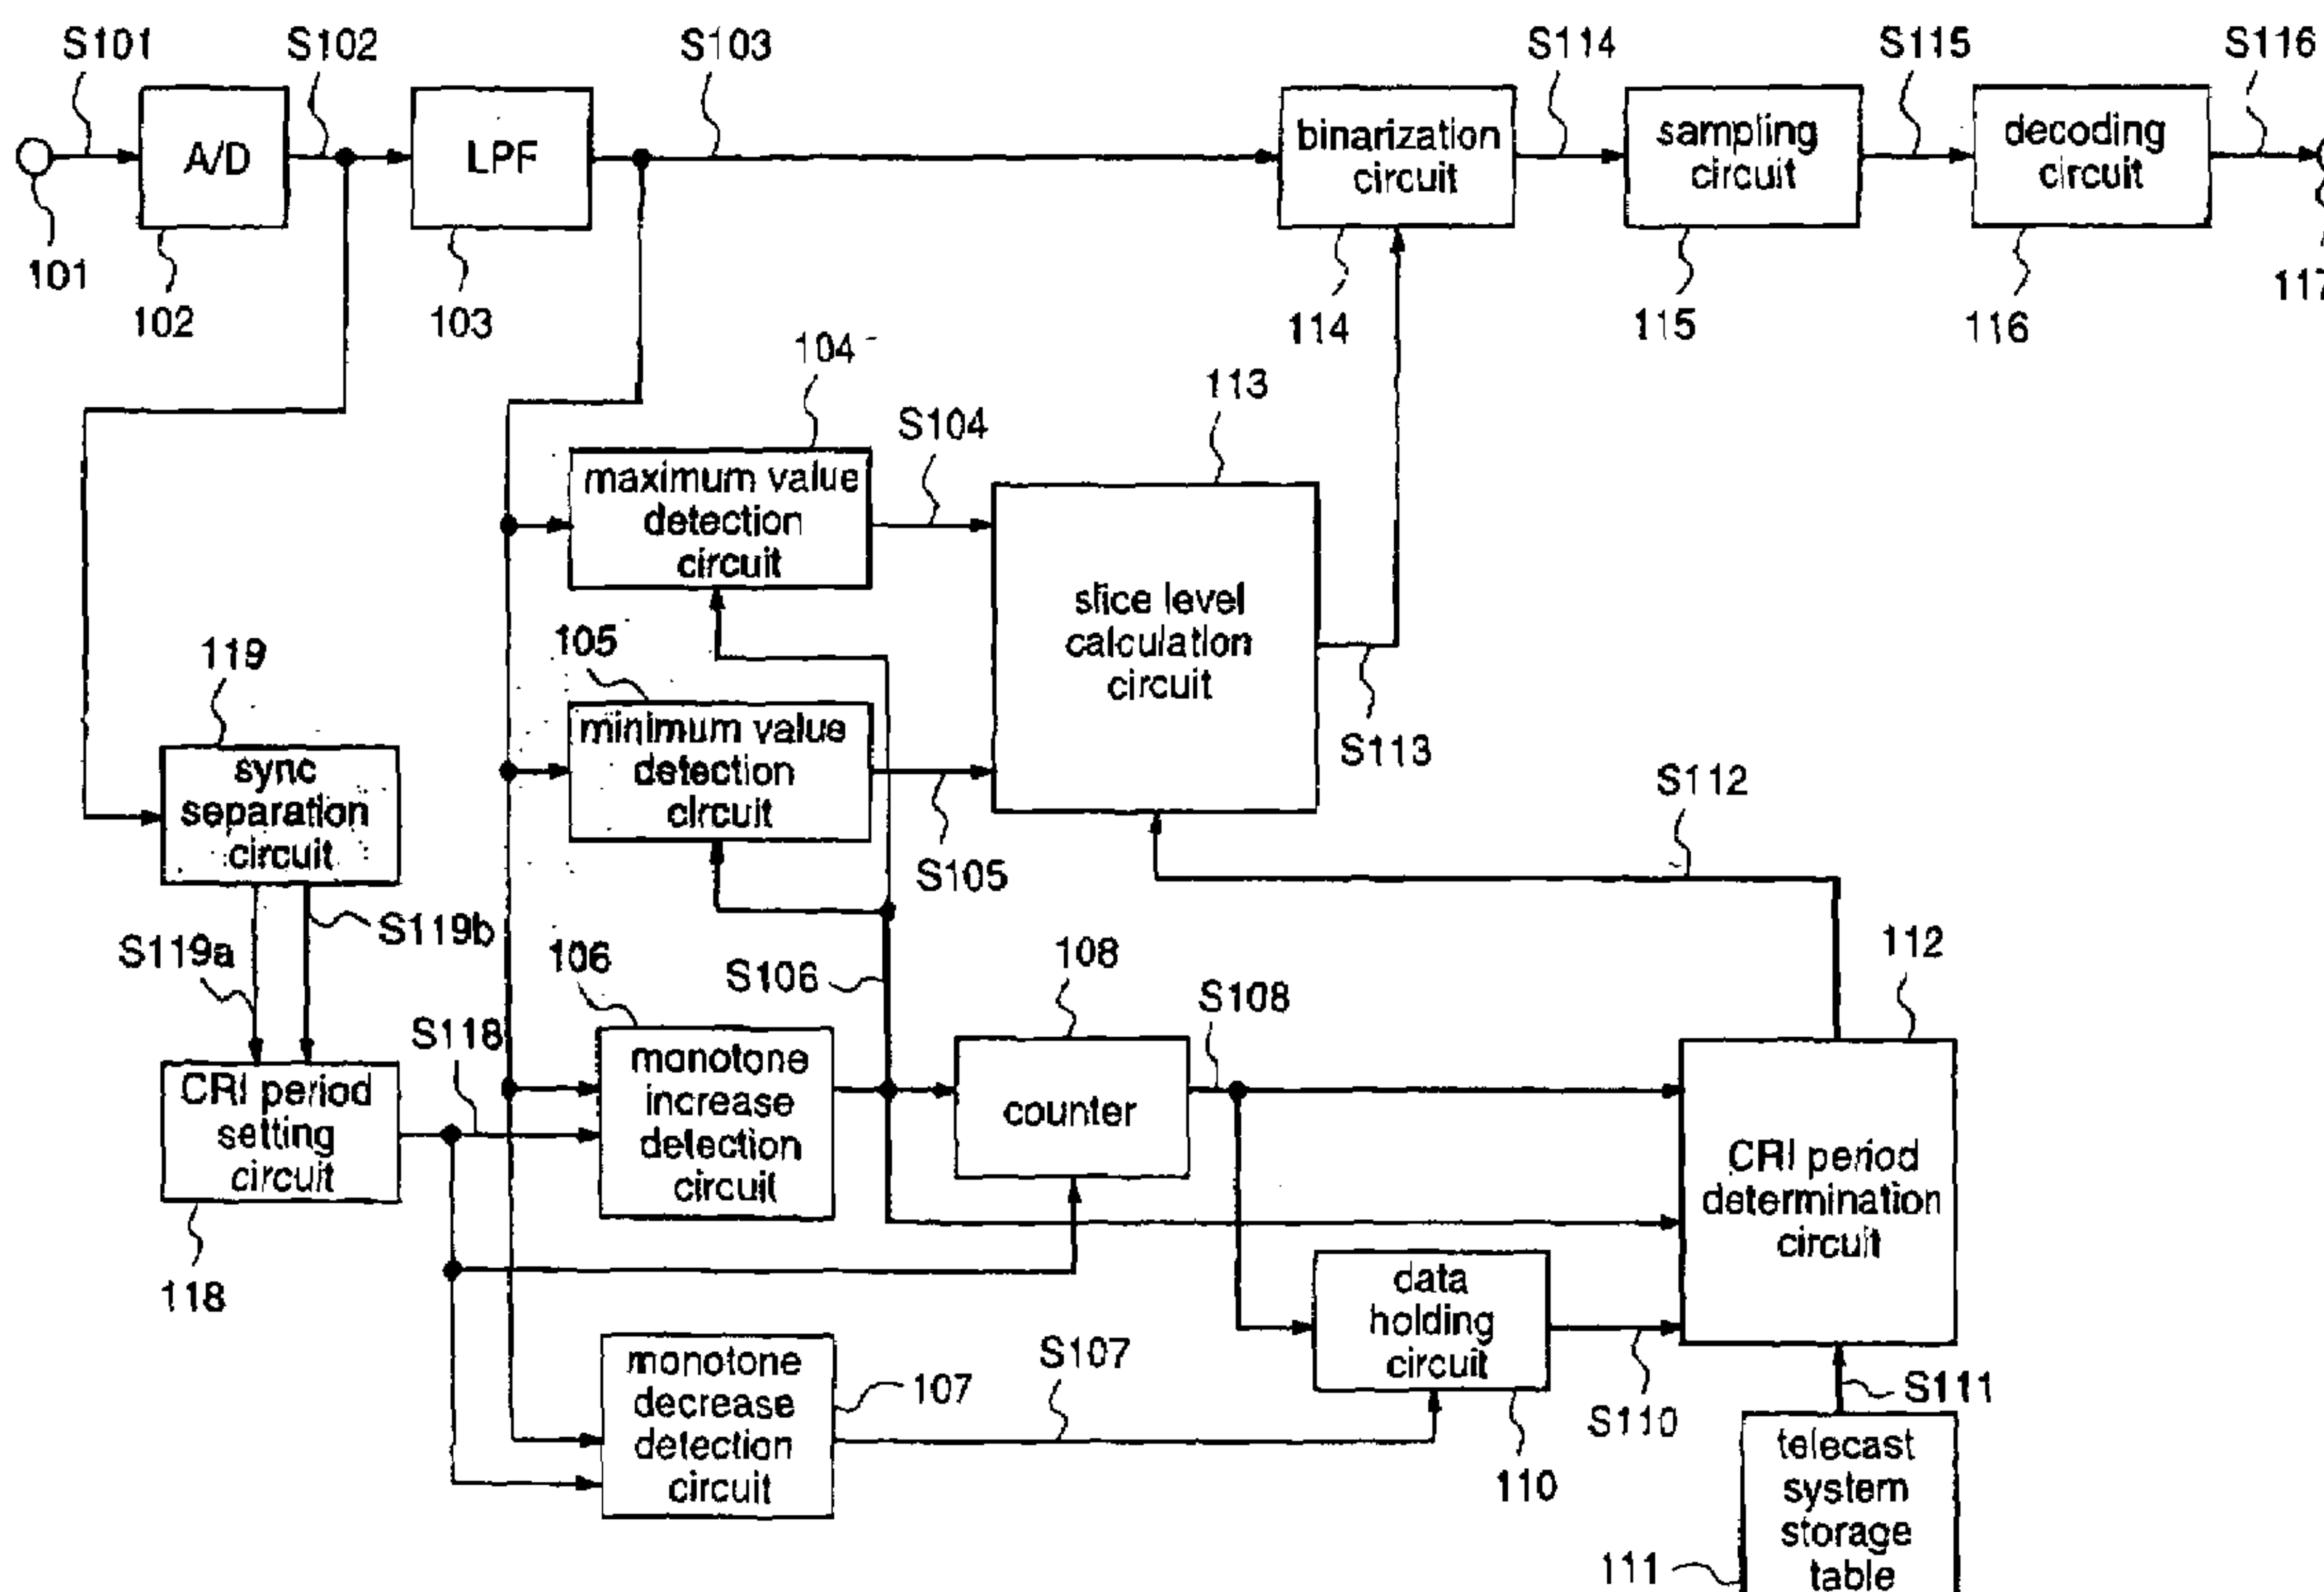 S101
S102
S103
S114
S115
S116
A/D
LPF
binarization
circuit
sampling
circuit
decoding
circuit
101
102
103
114
115
116
117
104
113
S104
maximum value
detection
circuit
slice level
calculation
circuit
105
119
minimum value
detection
circuit
S113
sync
separation
circuit
S112
S105
S119b
S119a
106
S106
108
112
S108
S118
CRI period
setting
circuit
monotone
increase
detection
circuit
counter
CRI period
determination
circuit
118
data
holding
circuit
monotone
decrease
detection
circuit
107
S107
S110
S111
110
telecast
system
storage
table
111